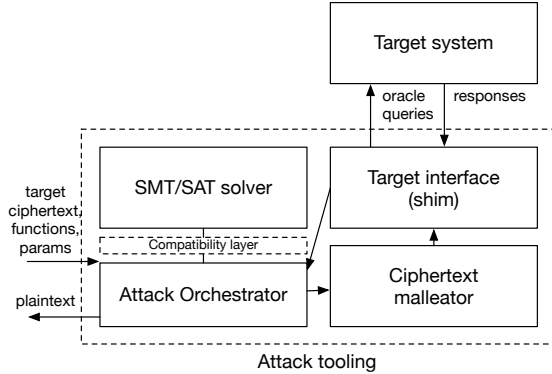 Target system
oracle
queries
responses
target
ciphertext,
functions,
params
SMT/SAT solver
Target interface
(shim)
Compatibility layer
Attack Orchestrator
Ciphertext
malleator
plaintext
Attack tooling